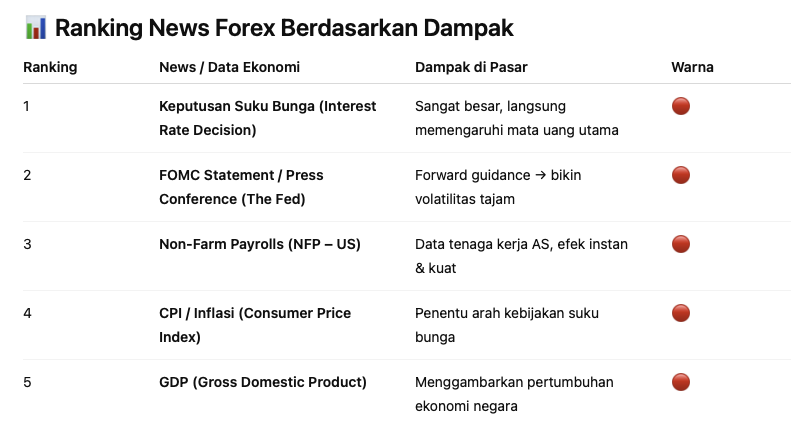 📊 Ranking News Forex Berdasarkan Dampak
Ranking News / Data Ekonomi Dampak di Pasar Warna
1 Keputusan Suku Bunga (Interest Sangat besar, langsung 🔴
Rate Decision) memengaruhi mata uang utama
2 FOMC Statement / Press Forward guidance → bikin 🔴
Conference (The Fed) volatilitas tajam
3 Non-Farm Payrolls (NFP – US) Data tenaga kerja AS, efek instan 🔴
& kuat
4 CPI / Inflasi (Consumer Price Penentu arah kebijakan suku 🔴
Index) bunga
5 GDP (Gross Domestic Product) Menggambarkan pertumbuhan 🔴
ekonomi negara